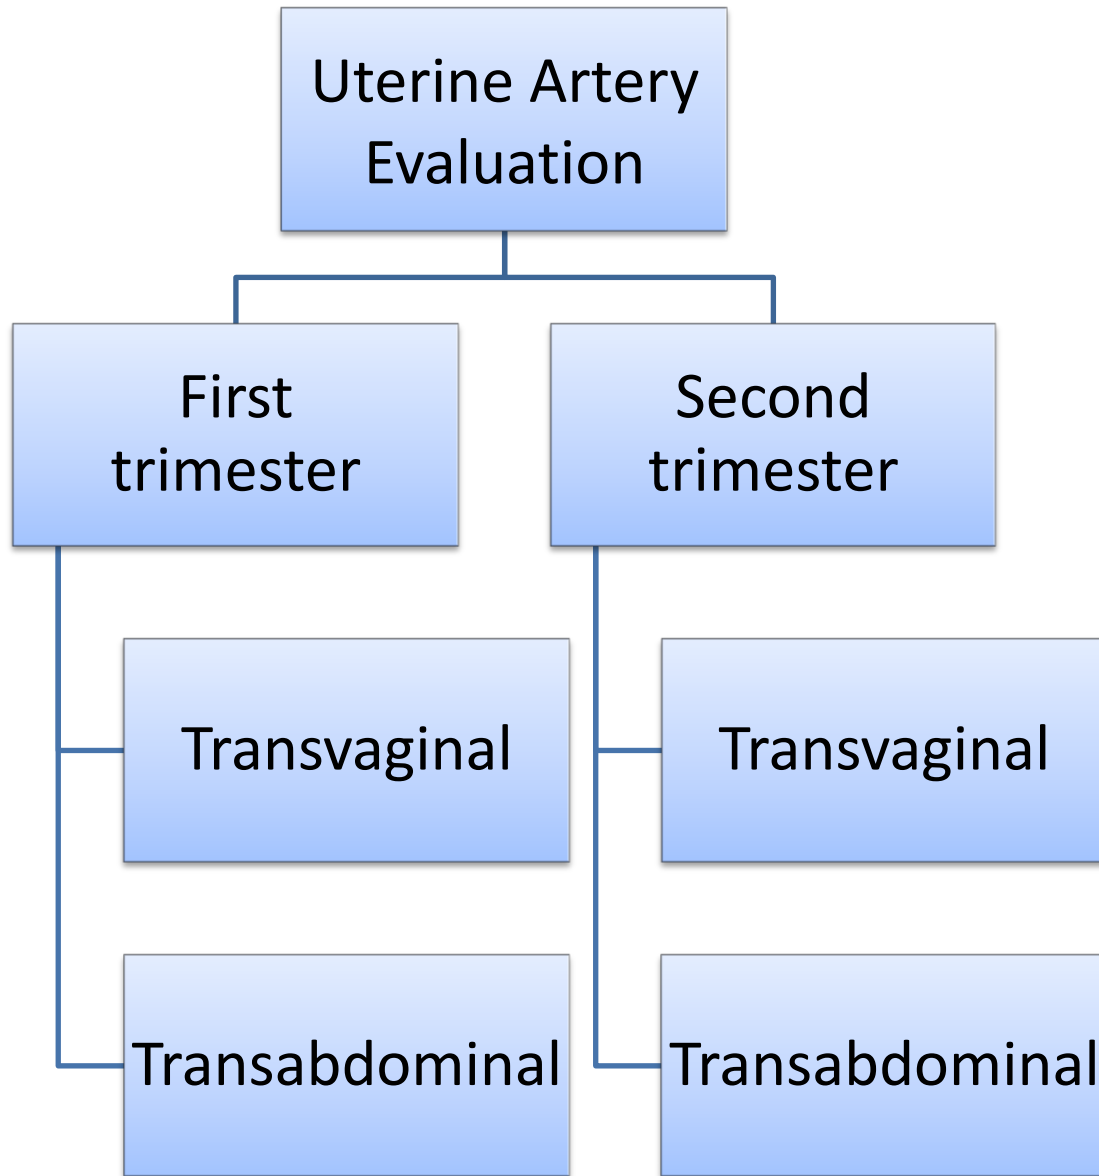 Uterine Artery
Evaluation
First
trimester
Second
trimester
Transvaginal
Transvaginal
Transabdominal
Transabdominal